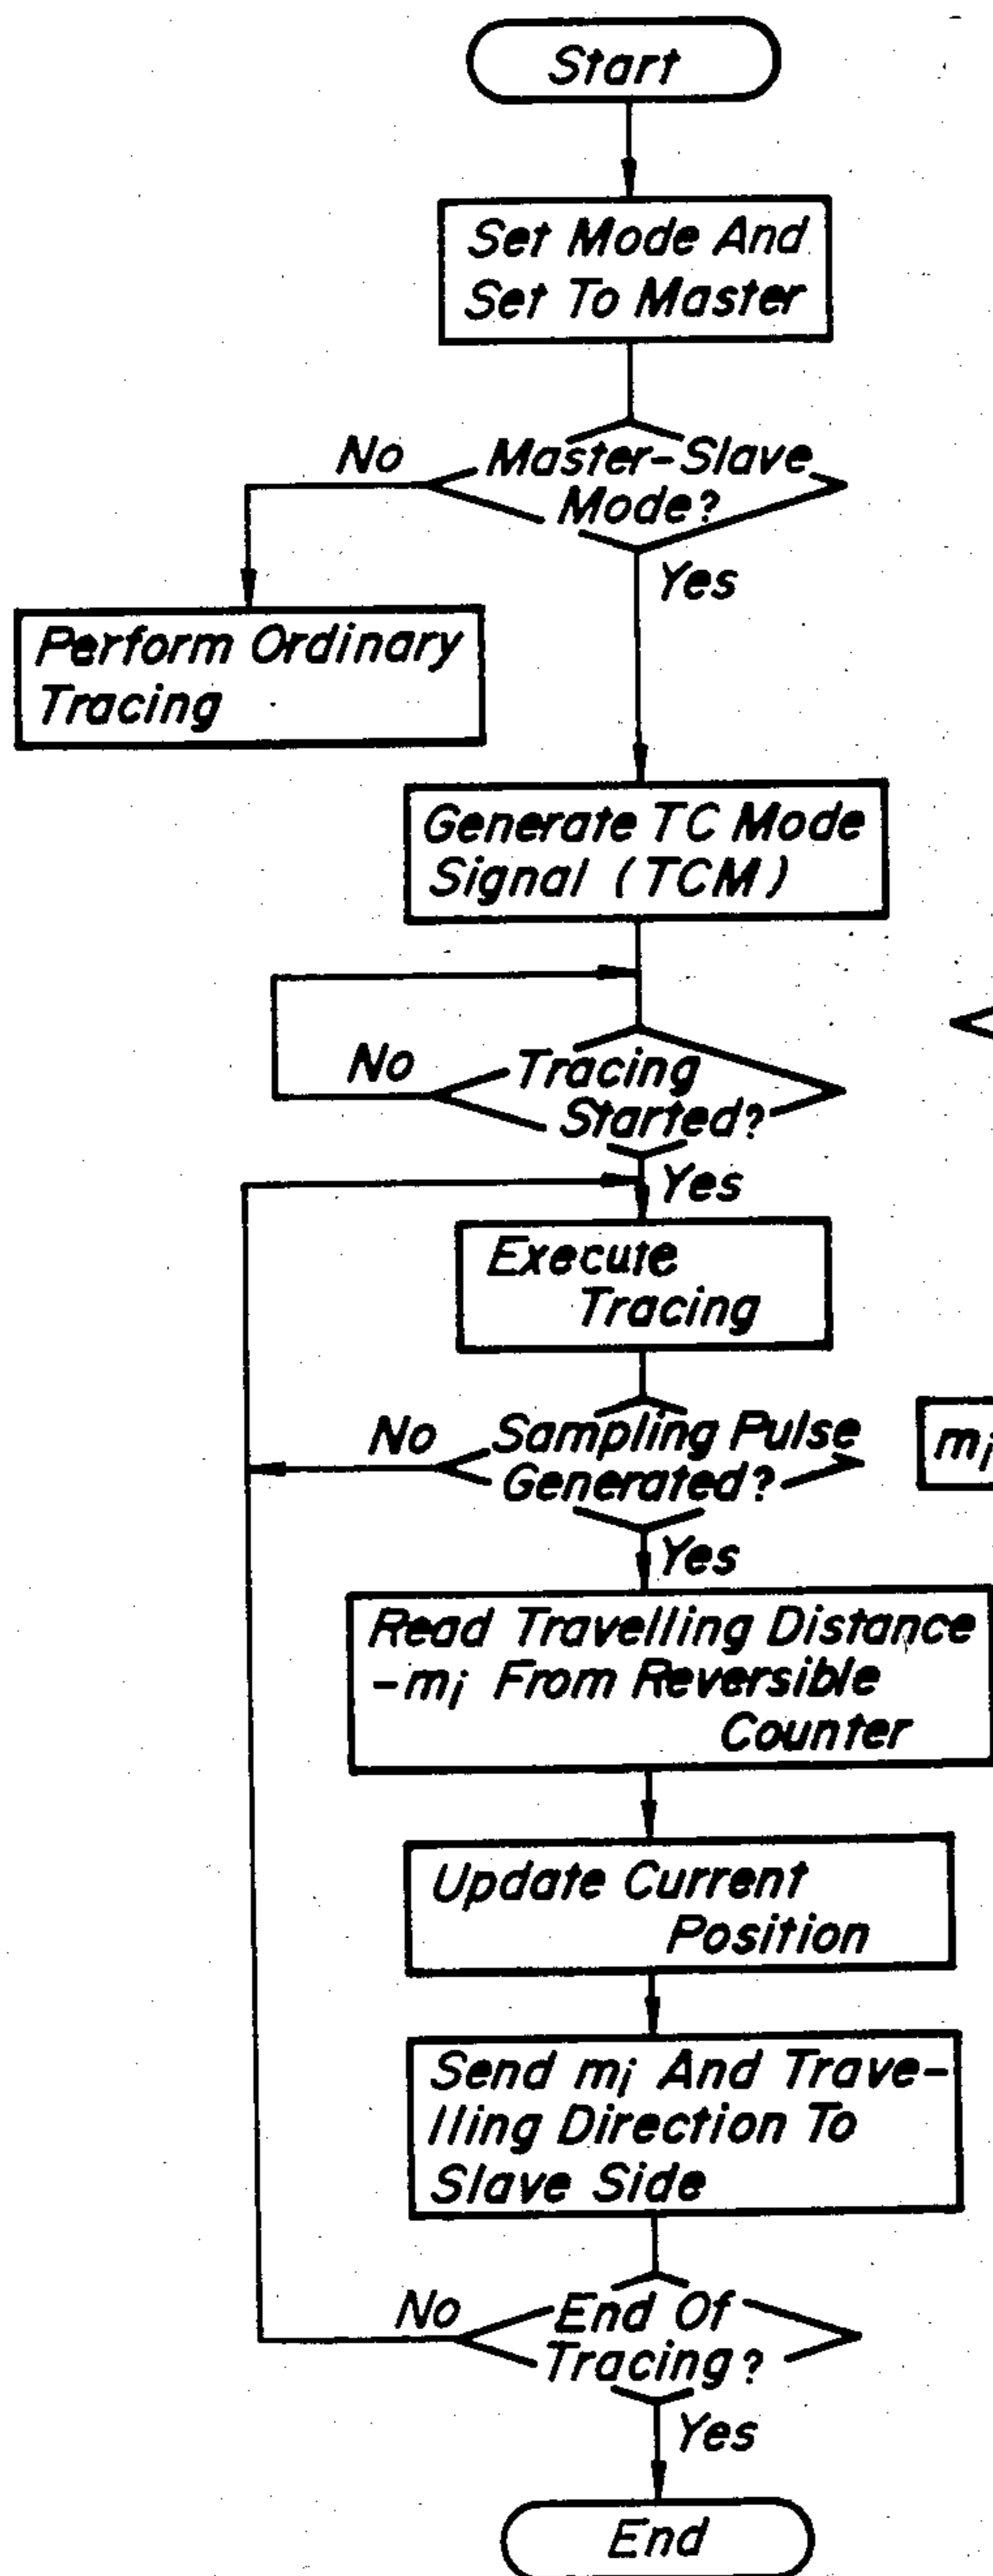 Start
Set Mode And
Set To Master
No
Master-Slave
Mode?
Yes
Perform Ordinary
Tracing
Generate TC Mode
Signal (TCM)
No
Tracing
Started?
Yes
Execute
Tracing
No
Sampling Pulse
Generated?
mi
Yes
Read Travelling Distance
-mi From Reversible
Counter
Update Current
Position
Send mi And Trave-
lling Direction To
Slave Side
No
End Of
Tracing?
Yes
End